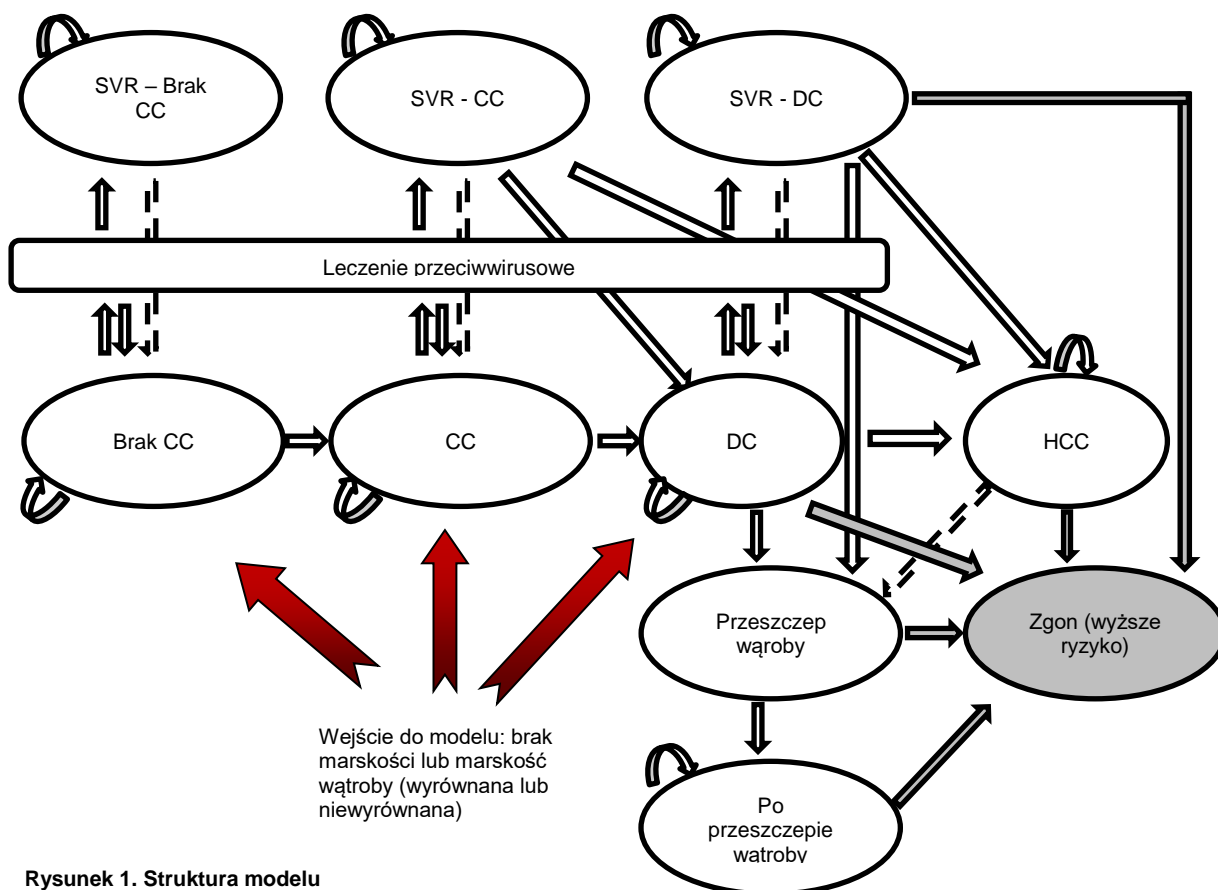 SVR – Brak
CC
SVR - CC
SVR - DC
Leczenie przeciwwirusowe
Brak CC
CC
DC
HCC
Przeszczep
wąroby
Zgon (wyższe
ryzyko)
Wejście do modelu: brak
marskości lub marskość
wątroby (wyrównana lub
niewyrównana)
Po
przeszczepie
wątroby
Rysunek 1. Struktura modelu